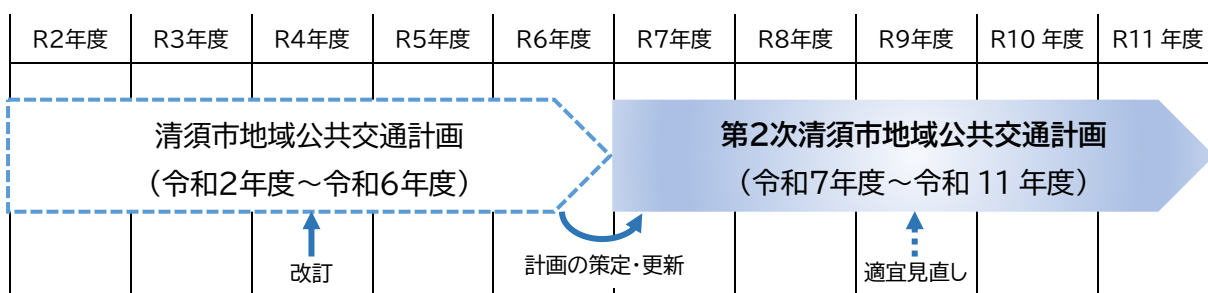 R2年度 R3年度 R4年度 R5年度 R6年度 R7年度 R8年度 R9年度 R10 年度 R11 年度
清須市地域公共交通計画
（令和2年度～令和6年度）
第2次清須市地域公共交通計画
（令和7年度～令和 11 年度）
改訂
計画の策定・更新
適宜見直し